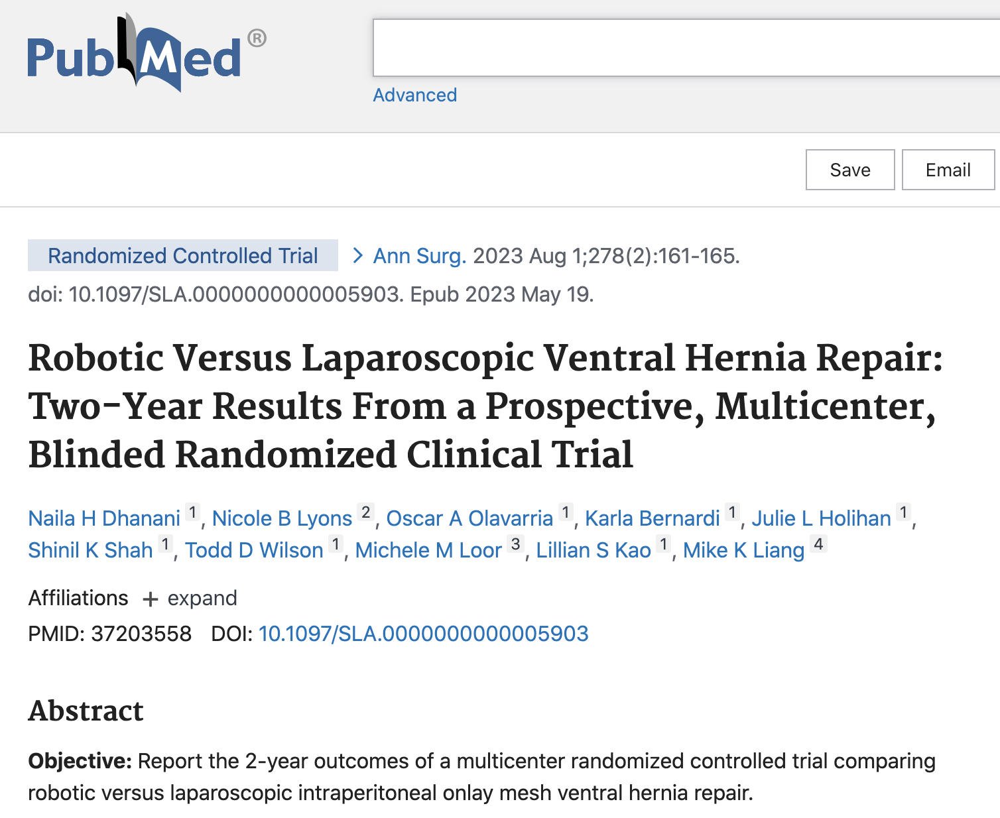 PubMed®
Advanced
Save Email
Randomized Controlled Trial > Ann Surg. 2023 Aug 1;278(2):161-165.
doi: 10.1097/SLA.0000000000005903. Epub 2023 May 19.
Robotic Versus Laparoscopic Ventral Hernia Repair:
Two-Year Results From a Prospective, Multicenter,
Blinded Randomized Clinical Trial
Naila H Dhanani 1, Nicole B Lyons 2, Oscar A Olavarria 1, Karla Bernardi 1, Julie L Holihan 1,
Shinil K Shah 1, Todd D Wilson 1, Michele M Loor 3, Lillian S Kao 1, Mike K Liang 4
Affiliations + expand
PMID: 37203558 DOI: 10.1097/SLA.0000000000005903
Abstract
Objective: Report the 2-year outcomes of a multicenter randomized controlled trial comparing
robotic versus laparoscopic intraperitoneal onlay mesh ventral hernia repair.